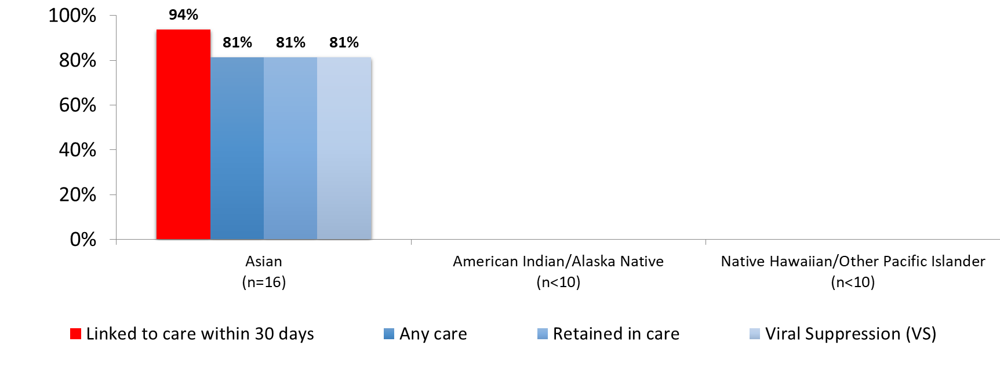 100%
80%
60%
40%
20%
0%
94%
81%
81%
81%
Asian
(n=16)
American Indian/Alaska Native
(n<10)
Native Hawaiian/Other Pacific Islander
(n<10)
Linked to care within 30 days
Any care
Retained in care
Viral Suppression (VS)